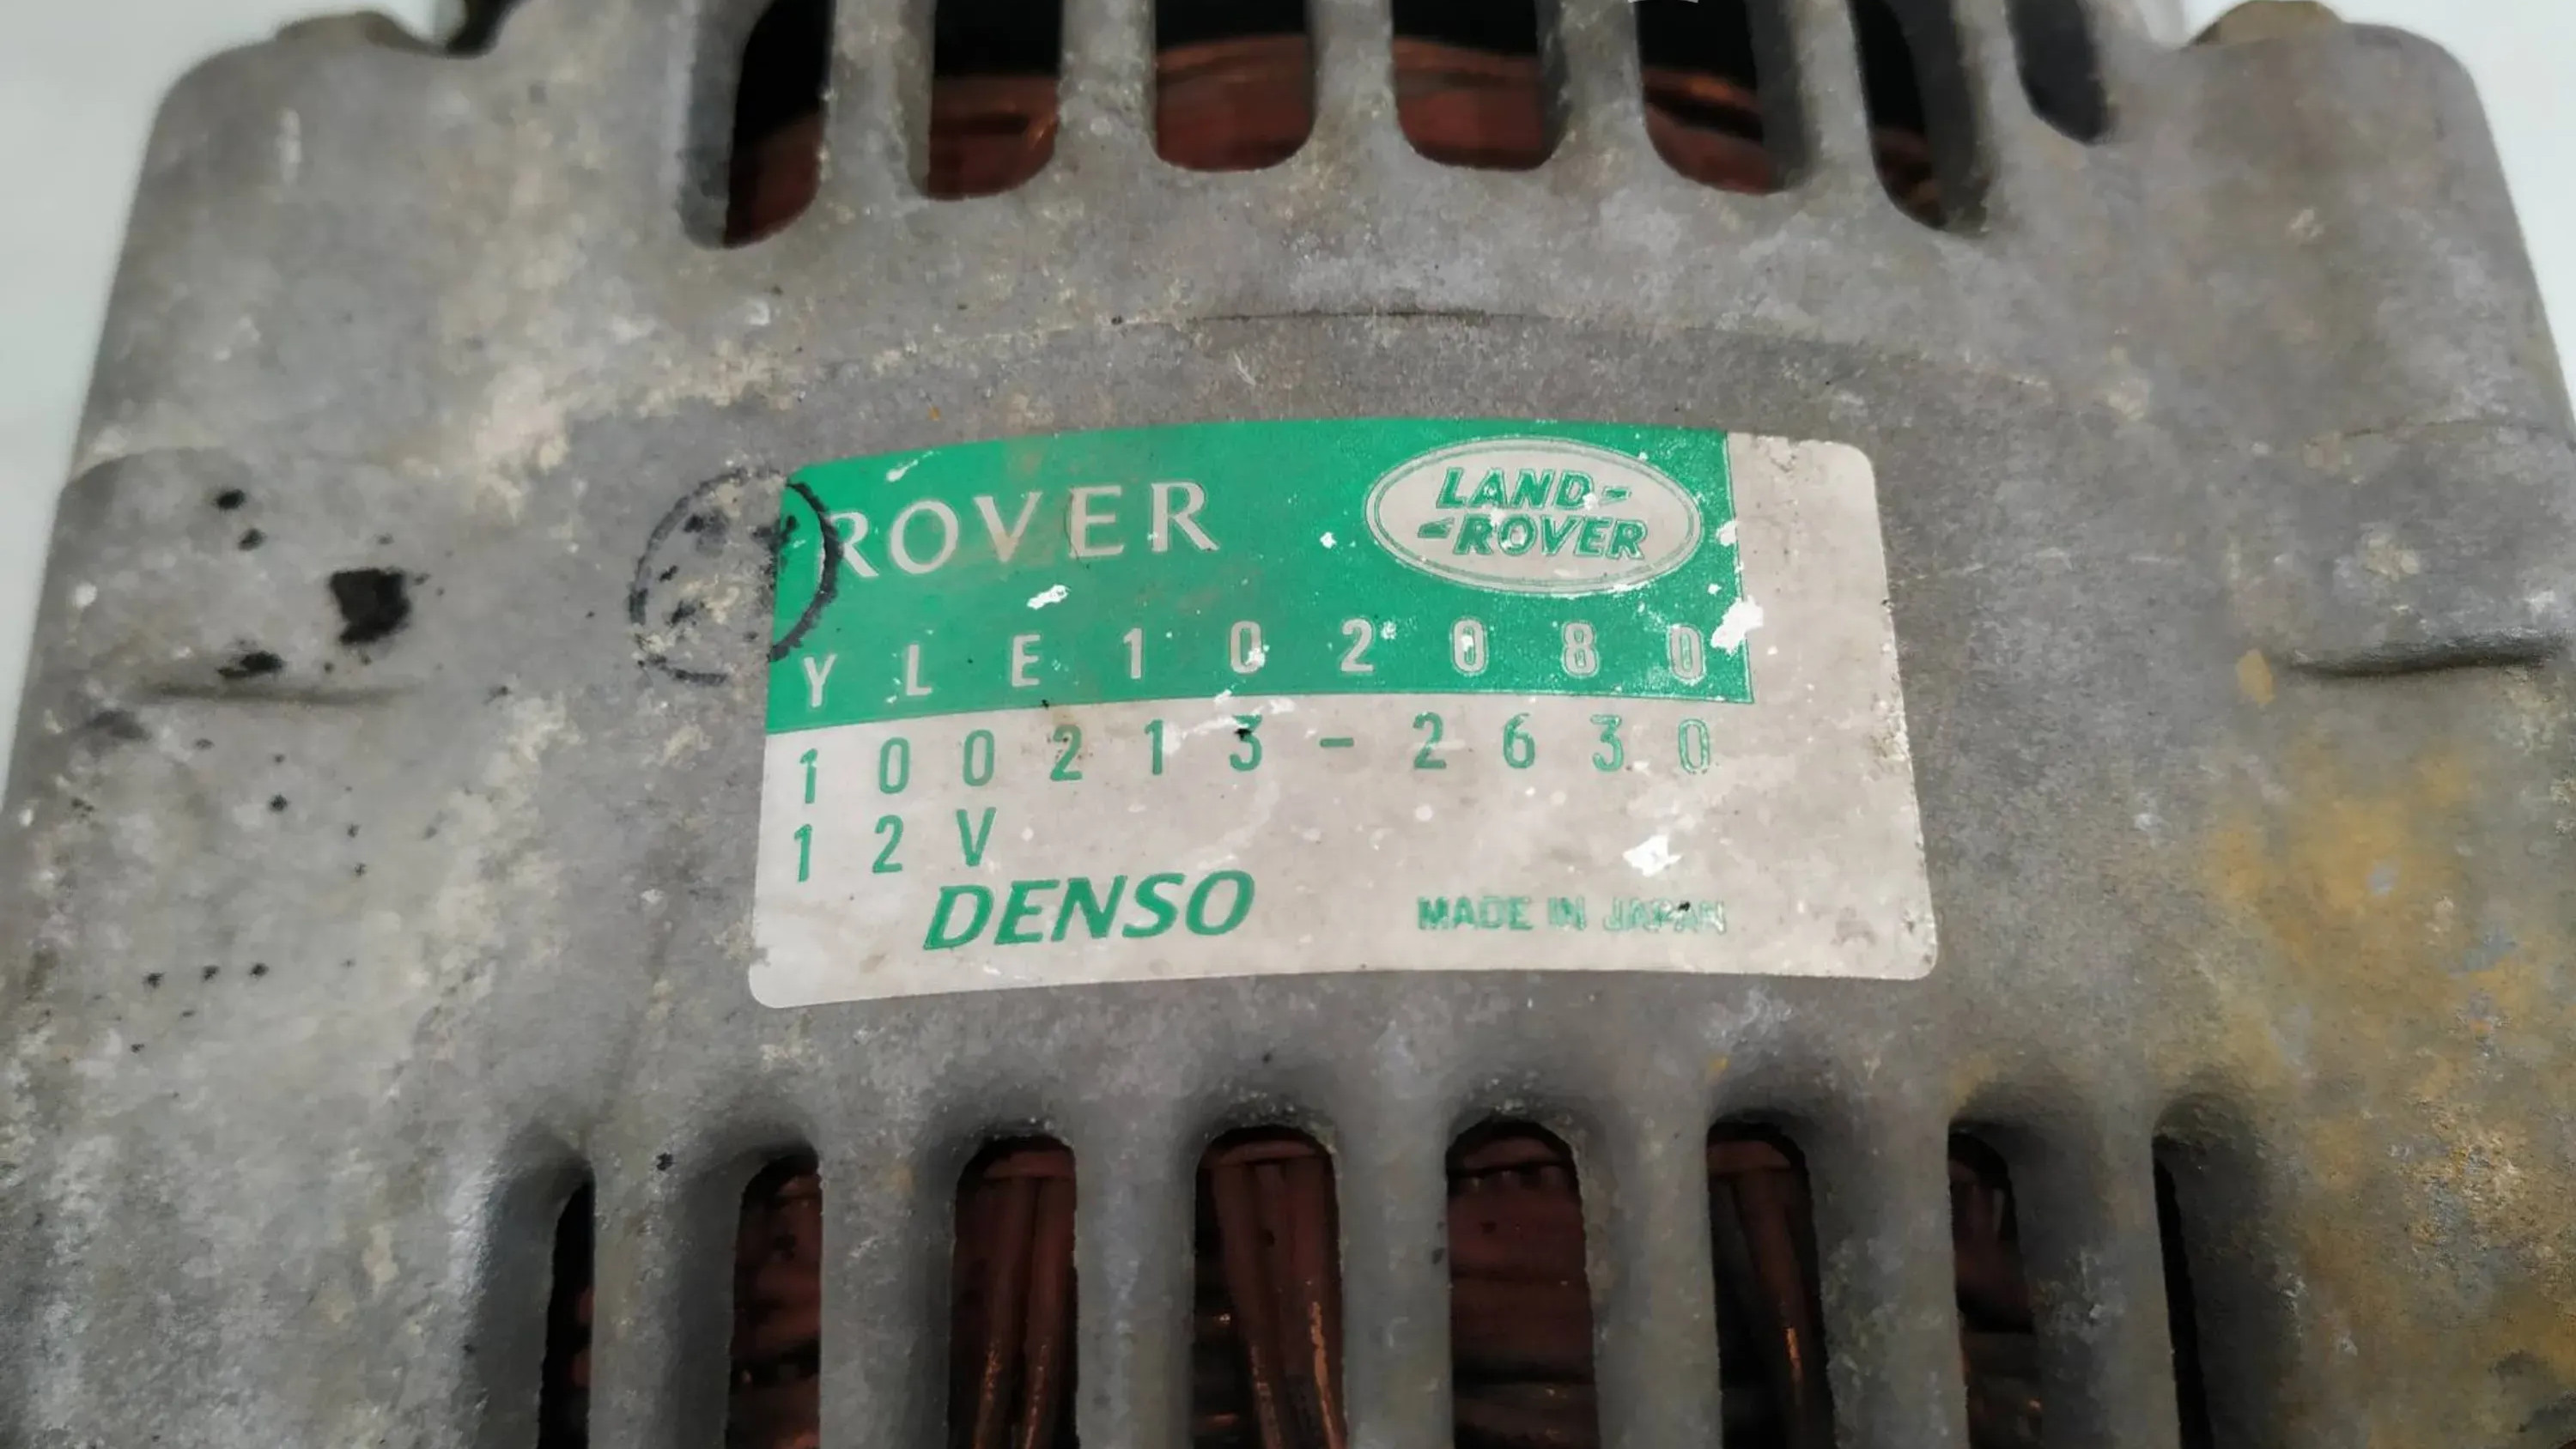 ROVER
LAND-
-ROVER
YLE102080
100213-2630
12V
DENSO
MADE IN JAPAN